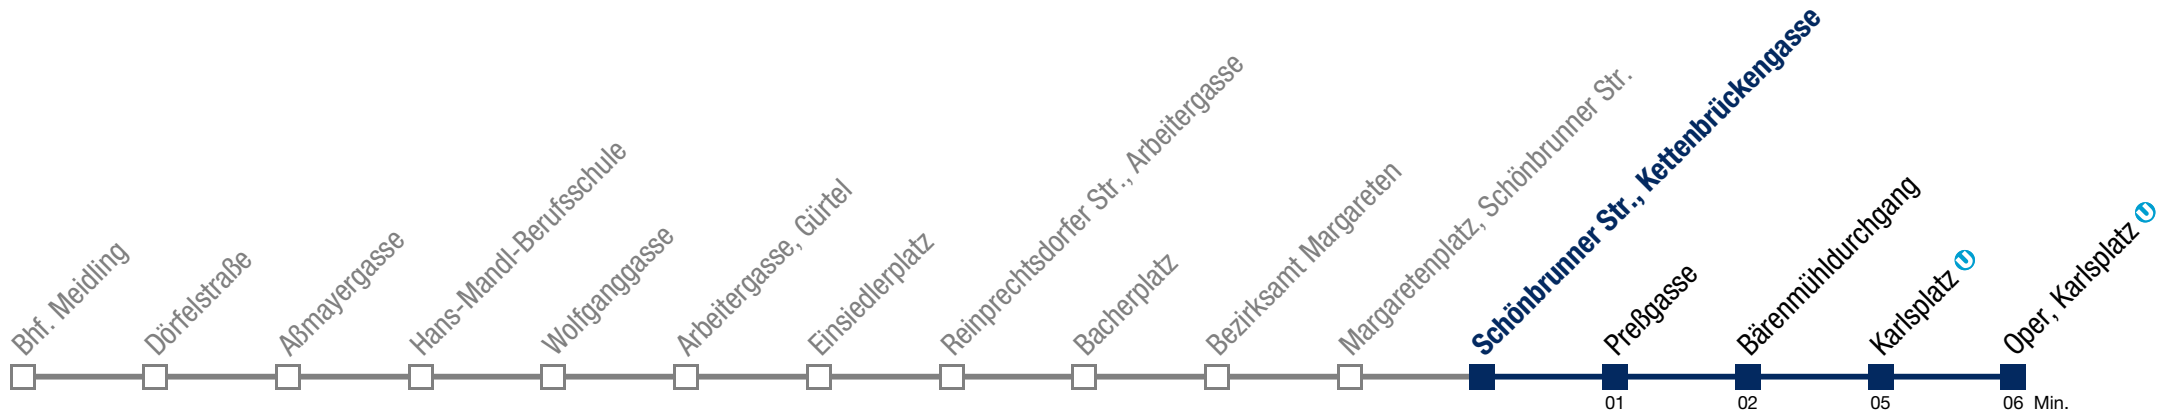 Bhf. Meidling
Dörfelstraße
Aßmayergasse
Hans-Mandl-Berufsschule
Wolfganggasse
Arbeitergasse, Gürtel
Einsiedlerplatz
Reinprechtsdorfer Str., Arbeitergasse
Bacherplatz
Bezirksamt Margareten
Margaretenplatz, Schönbrunner Str.
Schönbrunner Str., Kettenbrückengasse
Preßgasse
Bärenmühldurchgang
Karlsplatz U
Oper, Karlsplatz U
01 02 05 06 Min.